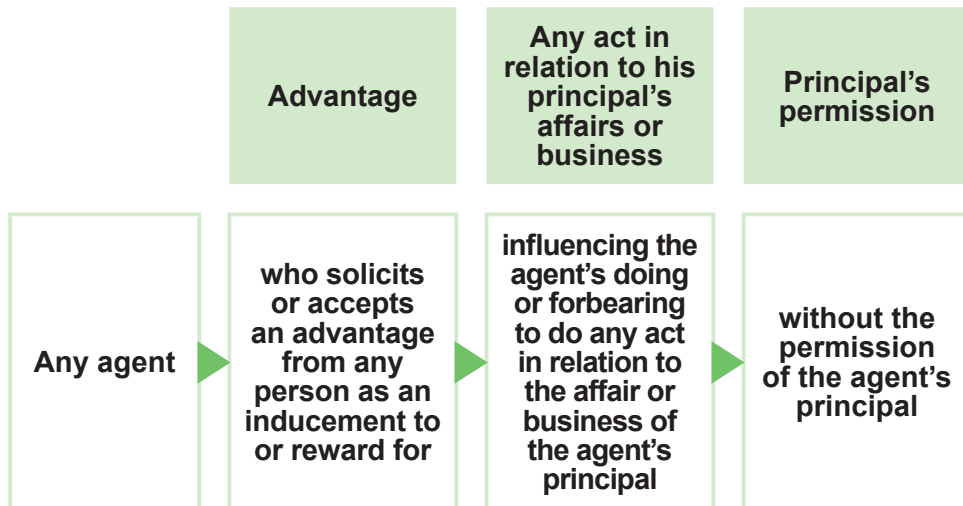 Advantage
Any act in
relation to his
principal’s
affairs or
business
Principal’s
permission
Any agent
who solicits
or accepts
an advantage
from any
person as an
inducement to
or reward for
influencing the
agent’s doing
or forbearing
to do any act
in relation to
the affair or
business of
the agent’s
principal
without the
permission
of the agent’s
principal